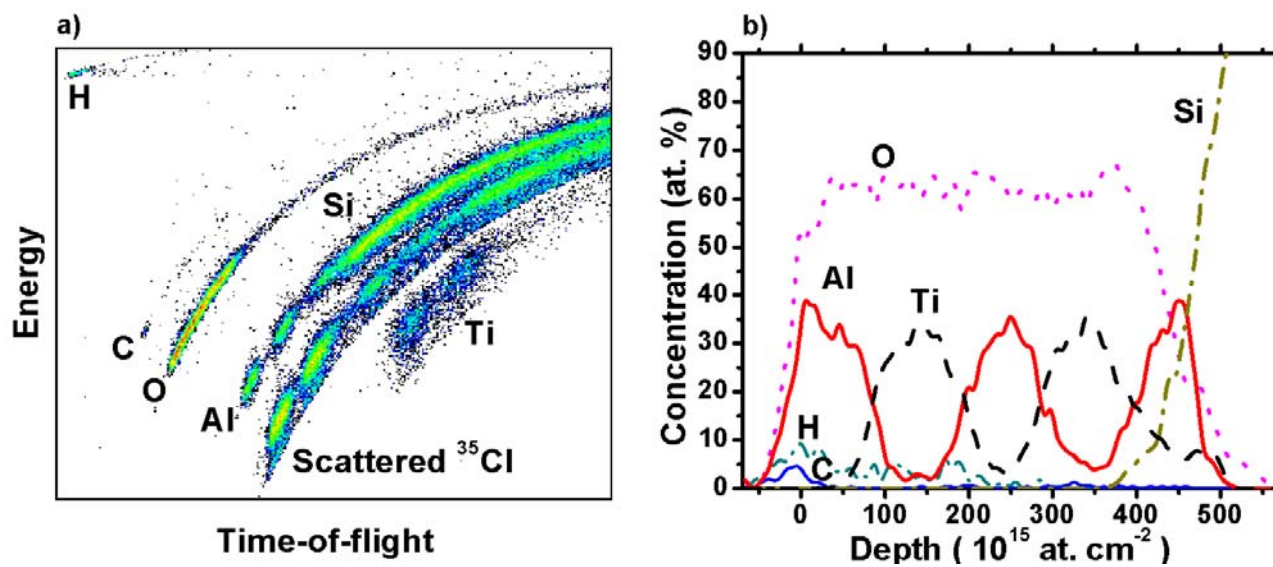 a)
H
Si
C
O
Al
Ti
Scattered ³⁵Cl
Energy
Time-of-flight
b)
90
80
70
60
50
40
30
20
10
0
Concentration (at. %)
Si
O
Al
Ti
H
C
0 100 200 300 400 500
Depth ( 10¹⁵ at. cm⁻²)